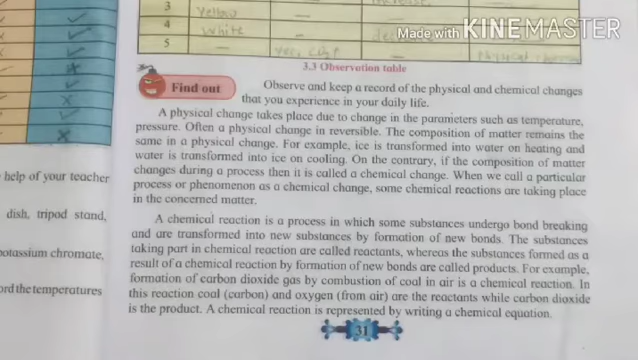 3 Yellow —
4 White —
5 — —
Made with KINEMASTER
3.3 Observation table
Find out
Observe and keep a record of the physical and chemical changes
that you experience in your daily life.
A physical change takes place due to change in the parameters such as temperature,
pressure. Often a physical change in reversible. The composition of matter remains the
same in a physical change. For example, ice is transformed into water on heating and
water is transformed into ice on cooling. On the contrary, if the composition of matter
changes during a process then it is called a chemical change. When we call a particular
process or phenomenon as a chemical change, some chemical reactions are taking place
in the concerned matter.
A chemical reaction is a process in which some substances undergo bond breaking
and are transformed into new substances by formation of new bonds. The substances
taking part in chemical reaction are called reactants, whereas the substances formed as a
result of a chemical reaction by formation of new bonds are called products. For example,
formation of carbon dioxide gas by combustion of coal in air is a chemical reaction. In
this reaction coal (carbon) and oxygen (from air) are the reactants while carbon dioxide
is the product. A chemical reaction is represented by writing a chemical equation.
31
help of your teacher
dish, tripod stand,
potassium chromate,
the temperatures